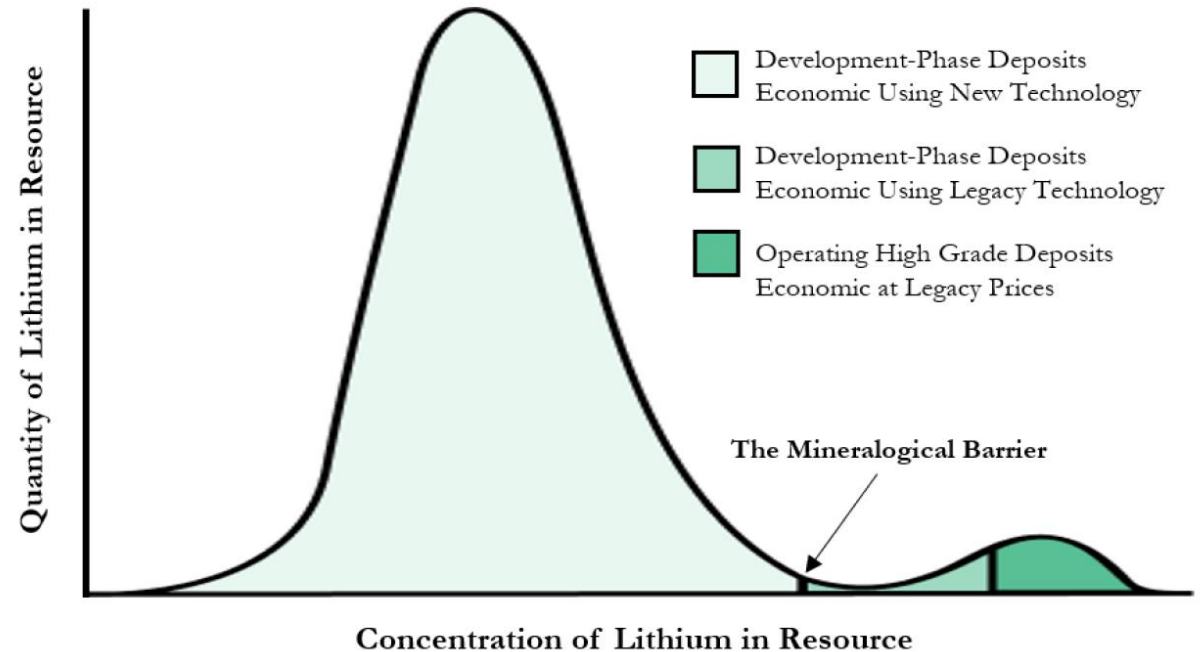 Quantity of Lithium in Resource
Development-Phase Deposits
Economic Using New Technology
Development-Phase Deposits
Economic Using Legacy Technology
Operating High Grade Deposits
Economic at Legacy Prices
The Mineralogical Barrier
Concentration of Lithium in Resource